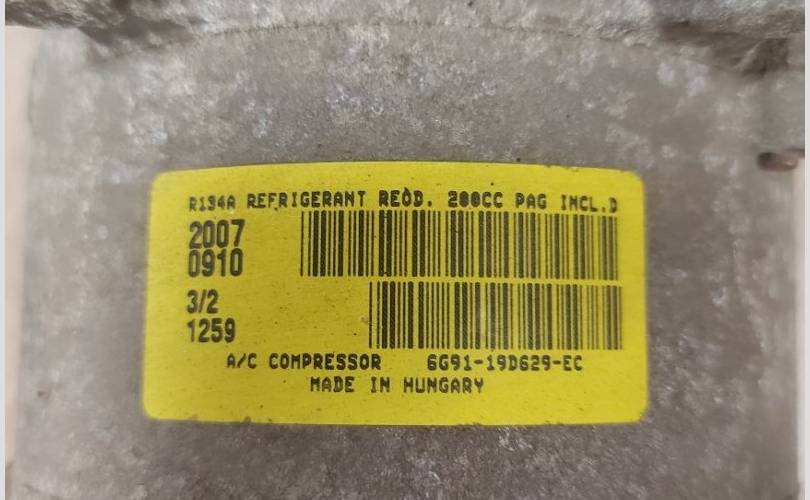 R134A REFRIGERANT REQD. 200CC PAG INCL.D
2007
0910
3/2
1259
A/C COMPRESSOR 6G91-19D629-EC
MADE IN HUNGARY